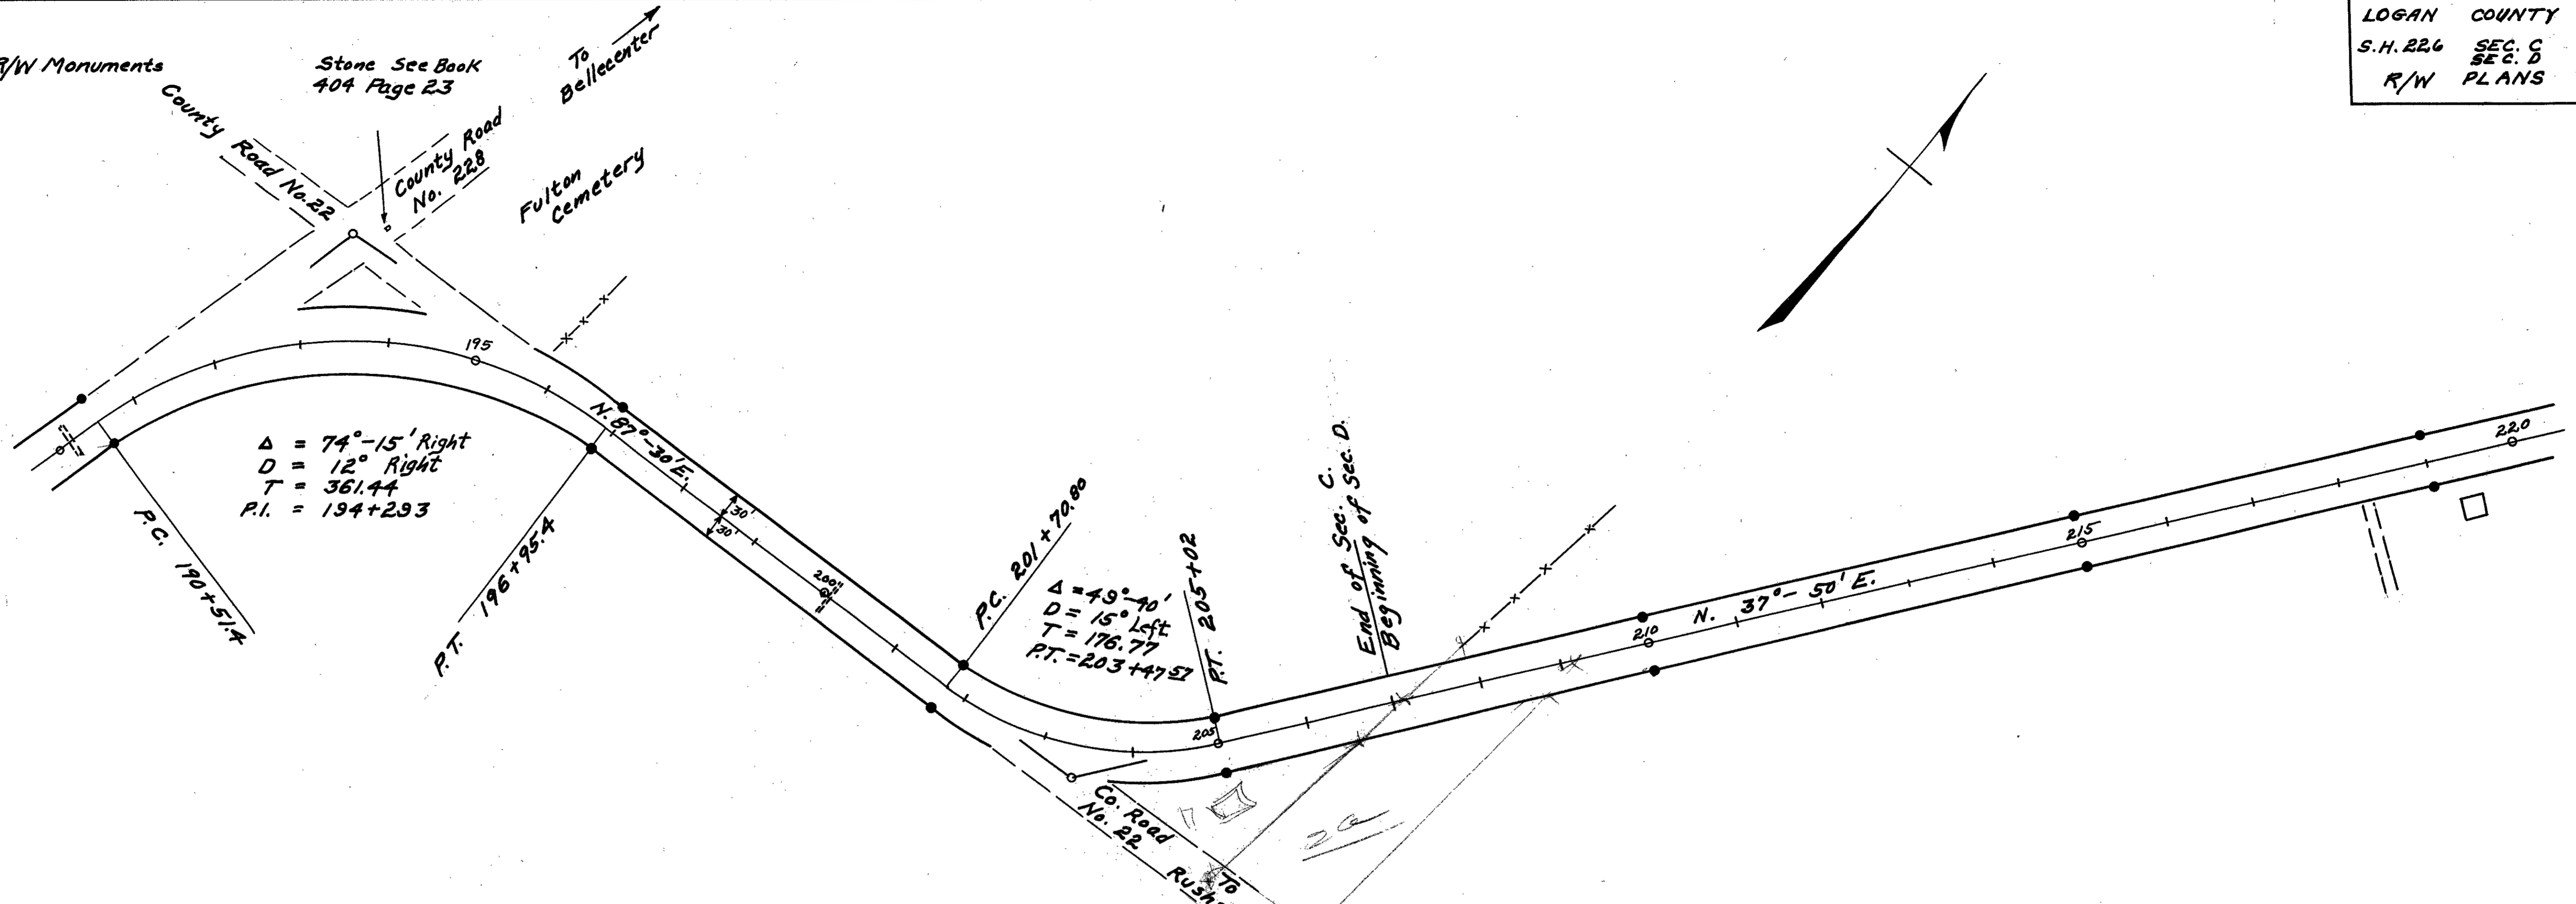 R/W Monuments
Stone See Book
404 Page 23
To
Bellecenter
LOGAN COUNTY
S.H. 226 SEC. C
SEC. D
R/W PLANS
County Road No. 22
County Road
No. 228
Fulton
Cemetery
195
N. 87°-30' E.
Δ = 74°-15' Right
D = 12° Right
T = 361.44
P.I. = 194+293
P.C. 190+51.4
P.T. 196+95.4
30'
30'
200
P.C. 201+70.80
Δ = 49°-40'
D = 15° Left
T = 176.77
P.T. = 203+47.57
P.T. 205+02
205
End of Sec. C.
Beginning of Sec. D.
210
N. 37°-50' E.
215
220
Co. Road
No. 22
To